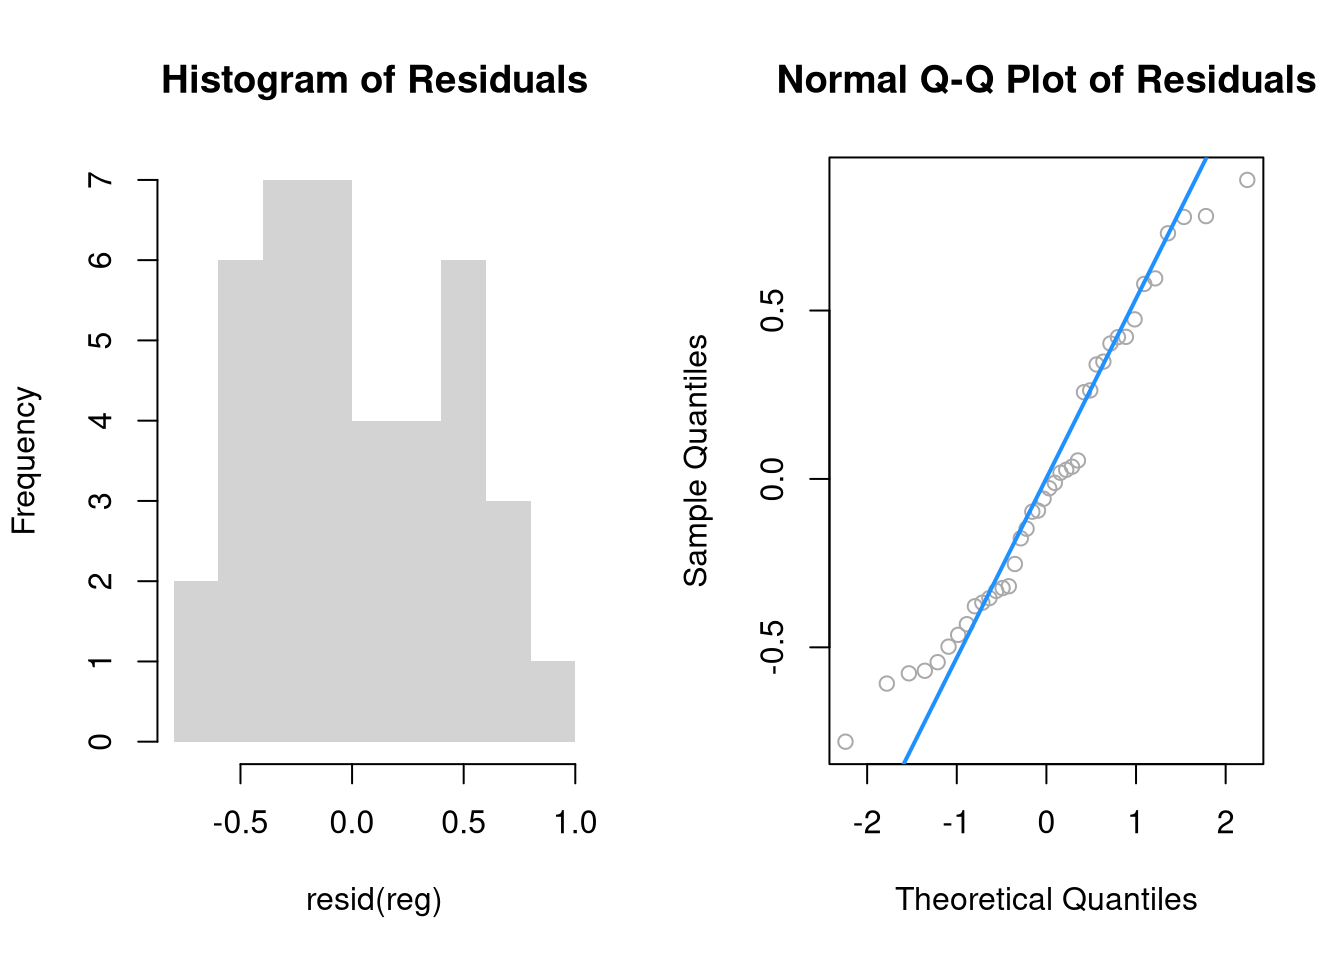 Histogram of Residuals
Frequency
7
6
5
4
3
2
1
0
-0.5 0.0 0.5 1.0
resid(reg)
Normal Q-Q Plot of Residuals
Sample Quantiles
0.5
0.0
-0.5
-2 -1 0 1 2
Theoretical Quantiles